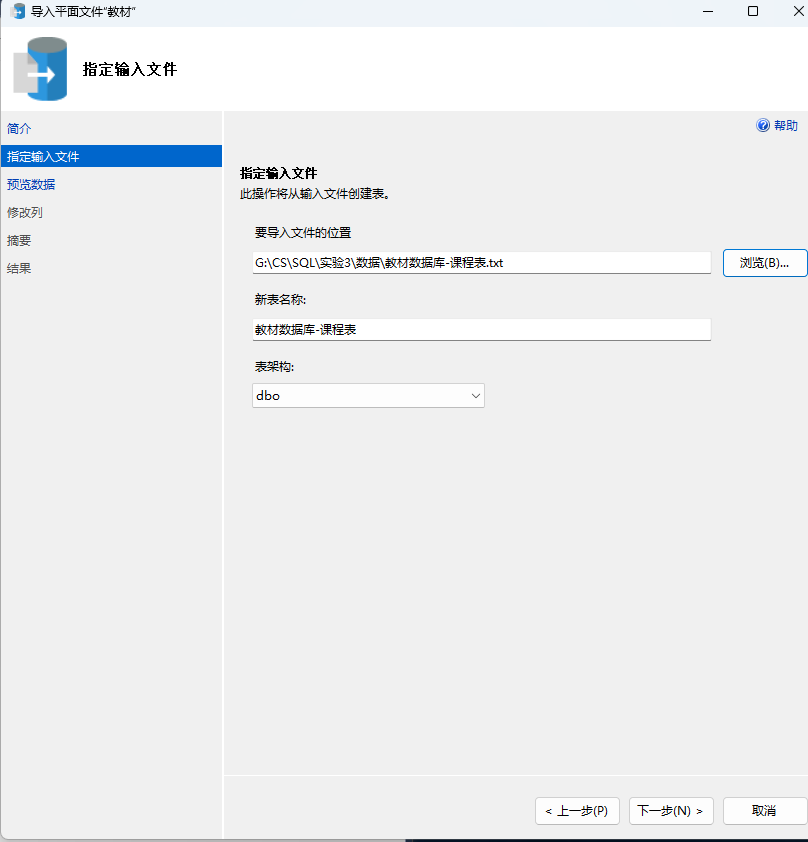 导入平面文件“教材”
指定输入文件
简介
指定输入文件
预览数据
修改列
摘要
结果
帮助
指定输入文件
此操作将从输入文件创建表。
要导入文件的位置
G:\CS\SQL\实验3\数据\教材数据库-课程表.txt
浏览(B)...
新表名称:
教材数据库-课程表
表架构:
dbo
< 上一步(P)
下一步(N) >
取消